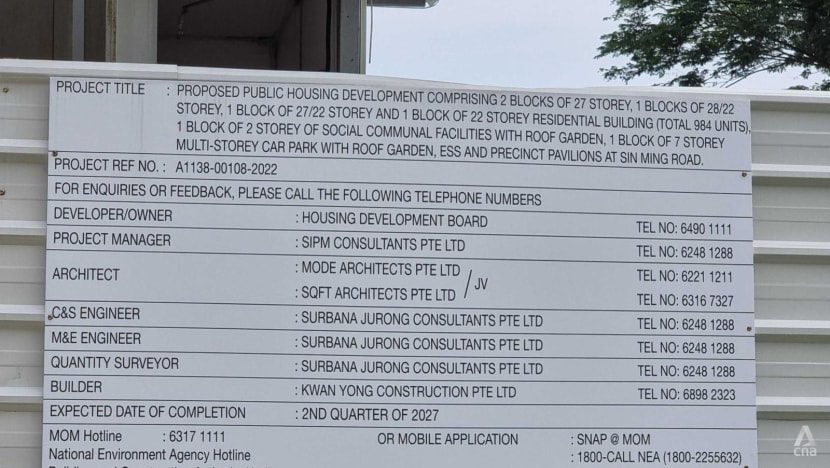 PROJECT TITLE : PROPOSED PUBLIC HOUSING DEVELOPMENT COMPRISING 2 BLOCKS OF 27 STOREY, 1 BLOCKS OF 28/22
STOREY, 1 BLOCK OF 27/22 STOREY AND 1 BLOCK OF 22 STOREY RESIDENTIAL BUILDING (TOTAL 984 UNITS),
1 BLOCK OF 2 STOREY OF SOCIAL COMMUNAL FACILITIES WITH ROOF GARDEN, 1 BLOCK OF 7 STOREY
MULTI-STOREY CAR PARK WITH ROOF GARDEN, ESS AND PRECINCT PAVILIONS AT SIN MING ROAD.
PROJECT REF NO. : A1138-00108-2022
FOR ENQUIRIES OR FEEDBACK, PLEASE CALL THE FOLLOWING TELEPHONE NUMBERS
DEVELOPER/OWNER : HOUSING DEVELOPMENT BOARD TEL NO: 6490 1111
PROJECT MANAGER : SIPM CONSULTANTS PTE LTD TEL NO: 6248 1288
ARCHITECT : MODE ARCHITECTS PTE LTD / JV TEL NO: 6221 1211
: SQFT ARCHITECTS PTE LTD TEL NO: 6316 7327
C&S ENGINEER : SURBANA JURONG CONSULTANTS PTE LTD TEL NO: 6248 1288
M&E ENGINEER : SURBANA JURONG CONSULTANTS PTE LTD TEL NO: 6248 1288
QUANTITY SURVEYOR : SURBANA JURONG CONSULTANTS PTE LTD TEL NO: 6248 1288
BUILDER : KWAN YONG CONSTRUCTION PTE LTD TEL NO: 6898 2323
EXPECTED DATE OF COMPLETION : 2ND QUARTER OF 2027
MOM Hotline : 6317 1111 OR MOBILE APPLICATION : SNAP @ MOM
National Environment Agency Hotline : 1800-CALL NEA (1800-2255632)
cna